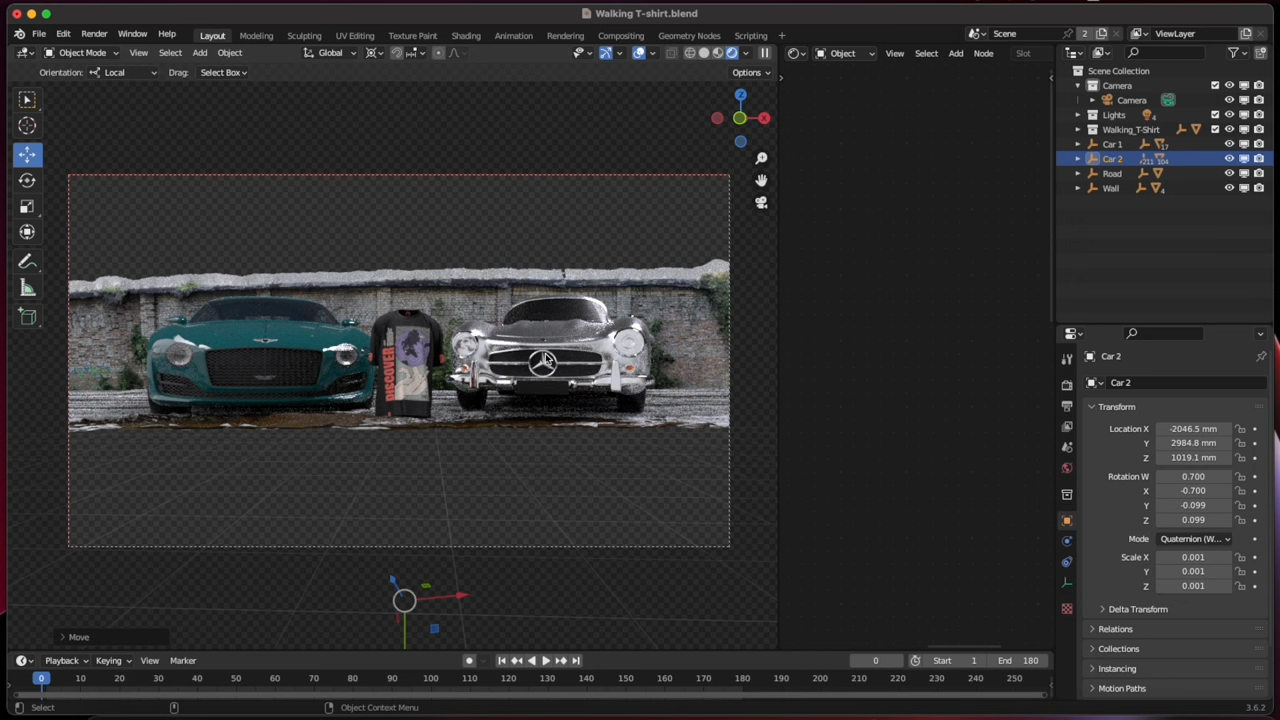 Walking T-shirt.blend
File Edit Render Window Help Layout Modeling Sculpting UV Editing Texture Paint Shading Animation Rendering Compositing Geometry Nodes Scripting + Scene 2 ViewLayer
Object Mode View Select Add Object Global Object View Select Add Node Slot
Orientation: Local Drag: Select Box Options
Scene Collection
Camera
Camera
Lights 4
Walking_T-Shirt
Car 1 17
Car 2 211 104
Road
Wall 4
Z
X
DISCOVER
Car 2
Car 2
Transform
Location X -2046.5 mm
Y 2984.8 mm
Z 1019.1 mm
Rotation W 0.700
X -0.700
Y -0.099
Z 0.099
Mode Quaternion (W...
Scale X 0.001
Y 0.001
Z 0.001
Delta Transform
Relations
Collections
Instancing
Motion Paths
Move
Playback Keying View Marker 0 Start 1 End 180
0 10 20 30 40 50 60 70 80 90 100 110 120 130 140 150 160 170 180 190 200 210 220 230 240 250
Select Object Context Menu 3.6.2